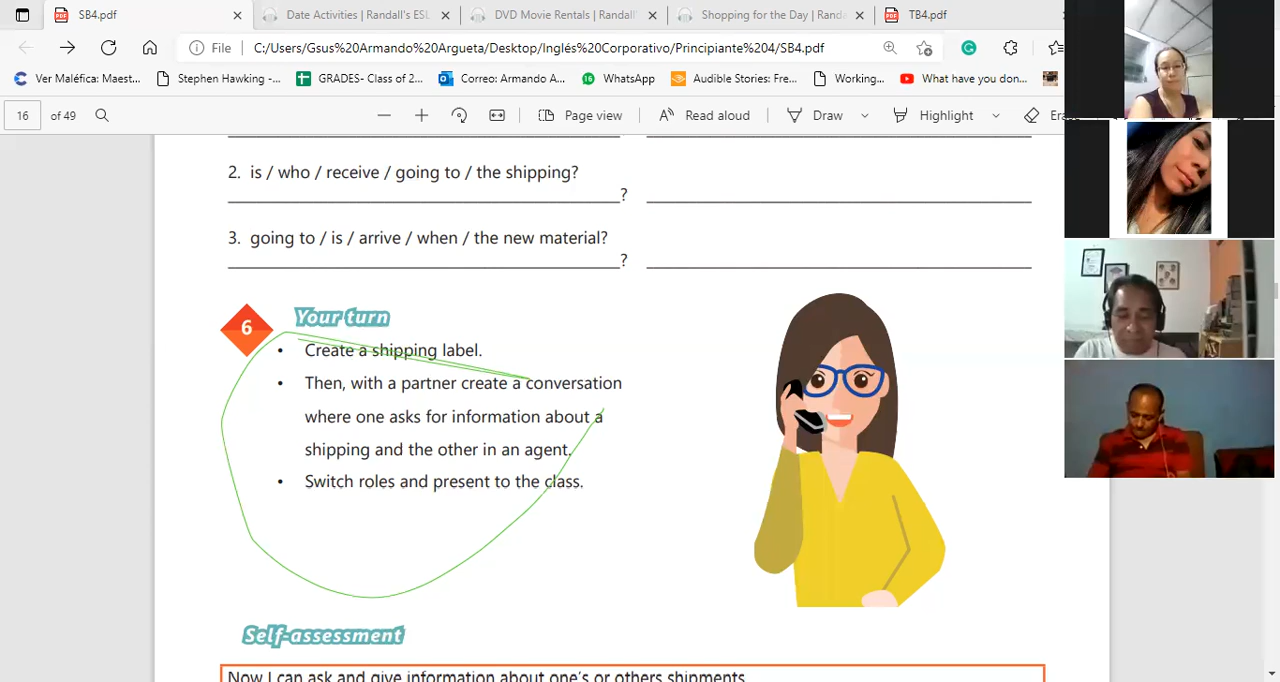 SB4.pdf
Date Activities | Randall's ESL
DVD Movie Rentals | Randall'
Shopping for the Day | Randa
TB4.pdf
File
C:/Users/Gsus%20Armando%20Argueta/Desktop/Inglés%20Corporativo/Principiante%204/SB4.pdf
Ver Maléfica: Maest...
Stephen Hawking -...
GRADES- Class of 2...
Correo: Armando A...
WhatsApp
Audible Stories: Fre...
Working...
What have you don...
16 of 49
Page view
Read aloud
Draw
Highlight
Era
2. is / who / receive / going to / the shipping?
?
3. going to / is / arrive / when / the new material?
?
6 Your turn
• Create a shipping label.
• Then, with a partner create a conversation
where one asks for information about a
shipping and the other in an agent.
• Switch roles and present to the class.
Self-assessment
Now I can ask and give information about one's or others shipments.